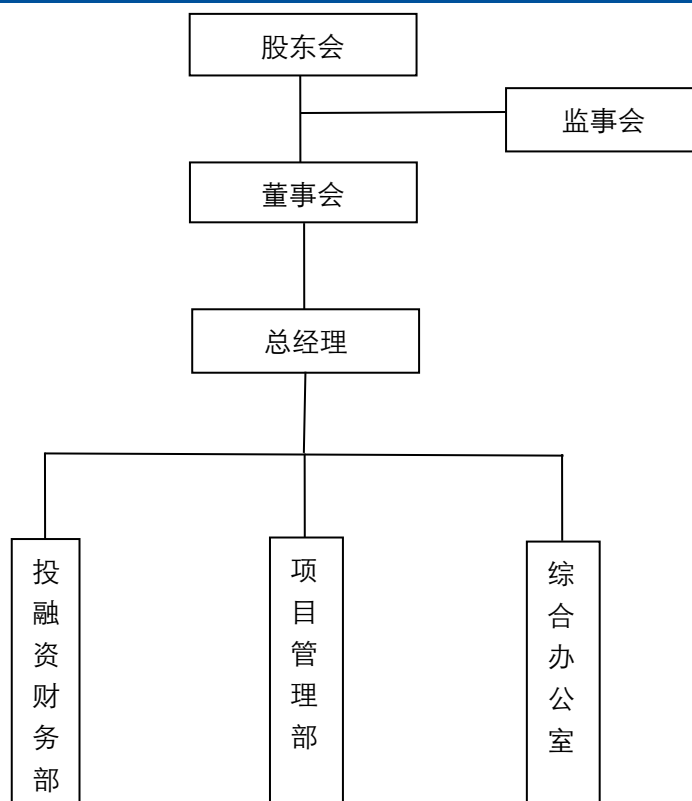 股东会
监事会
董事会
总经理
投融资财务部
项目管理部
综合办公室